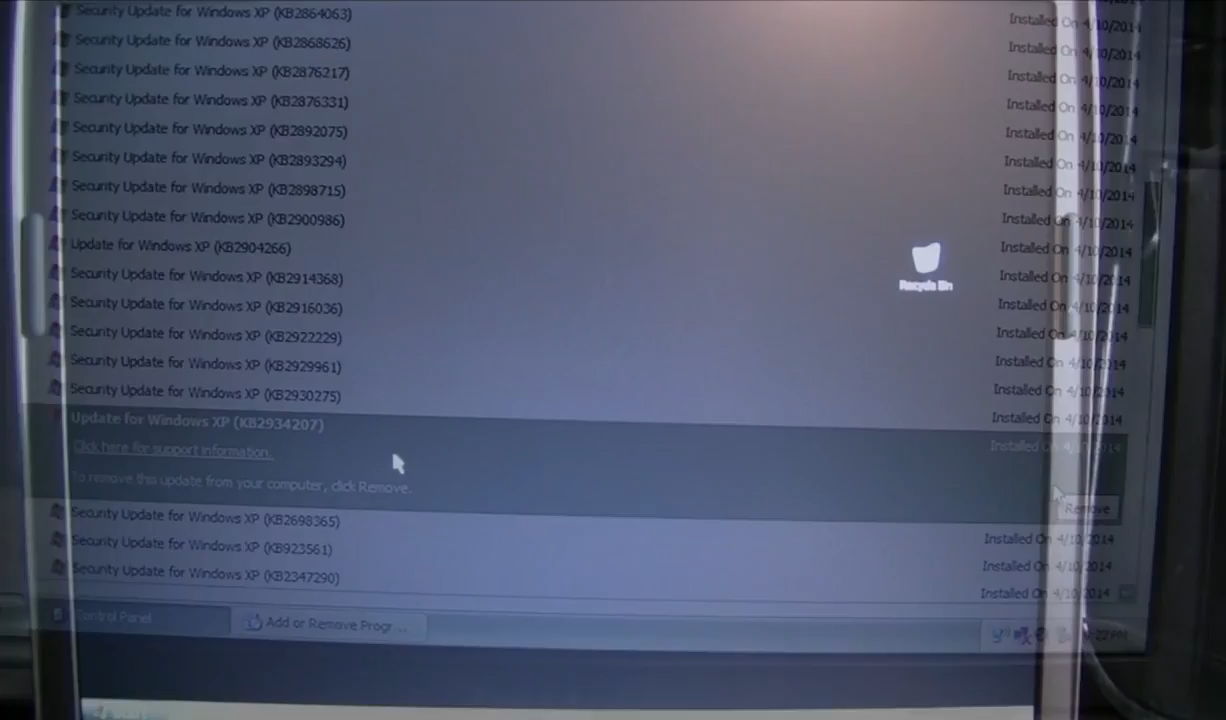 Security Update for Windows XP (KB2864063) Installed On 4/10/2014
Security Update for Windows XP (KB2868626) Installed On 4/10/2014
Security Update for Windows XP (KB2876217) Installed On 4/10/2014
Security Update for Windows XP (KB2876331) Installed On 4/10/2014
Security Update for Windows XP (KB2892075) Installed On 4/10/2014
Security Update for Windows XP (KB2893294) Installed On 4/10/2014
Security Update for Windows XP (KB2898715) Installed On 4/10/2014
Security Update for Windows XP (KB2900986) Installed On 4/10/2014
Update for Windows XP (KB2904266) Installed On 4/10/2014
Security Update for Windows XP (KB2914368) Installed On 4/10/2014
Security Update for Windows XP (KB2916036) Installed On 4/10/2014
Security Update for Windows XP (KB2922229) Installed On 4/10/2014
Security Update for Windows XP (KB2929961) Installed On 4/10/2014
Security Update for Windows XP (KB2930275) Installed On 4/10/2014
Update for Windows XP (KB2934207) Installed On 4/10/2014
Click here for support information.
To remove this update from your computer, click Remove.
Remove
Security Update for Windows XP (KB2698365) Installed On 4/10/2014
Security Update for Windows XP (KB923561) Installed On 4/10/2014
Security Update for Windows XP (KB2347290) Installed On 4/10/2014
Recycle Bin
Control Panel
Add or Remove Progr...